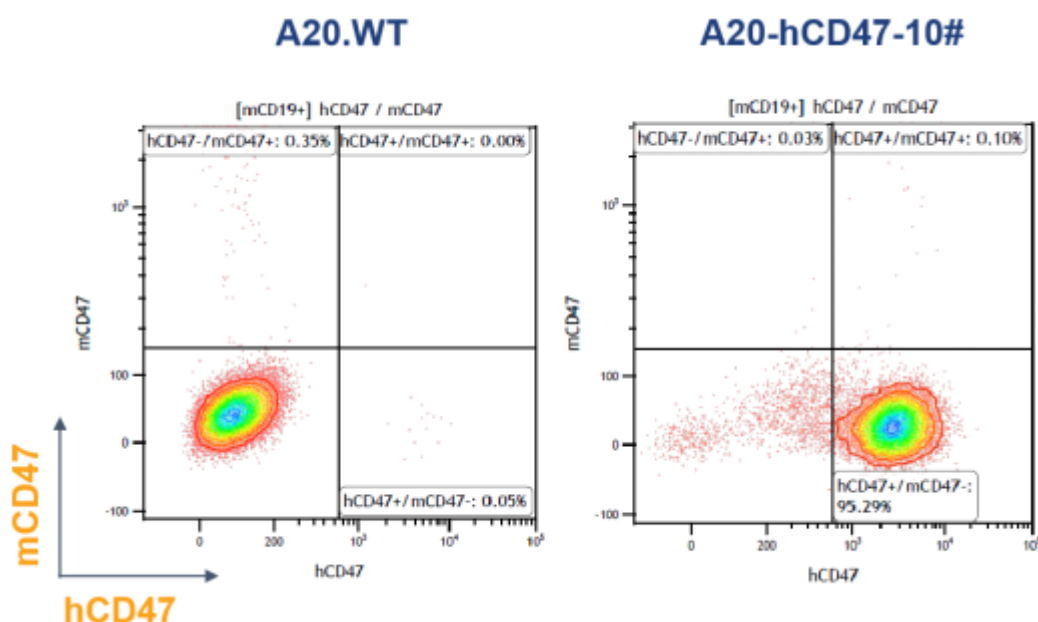 A20.WT
A20-hCD47-10#
[mCD19+] hCD47 / mCD47
hCD47-/mCD47+: 0.35%
hCD47+/mCD47+: 0.00%
10³
100
0
-100
mCD47
hCD47+/mCD47-: 0.05%
0
200
10³
10⁴
10⁵
hCD47
[mCD19+] hCD47 / mCD47
hCD47-/mCD47+: 0.03%
hCD47+/mCD47+: 0.10%
10³
100
0
-100
mCD47
hCD47+/mCD47-:
95.29%
0
200
10³
10⁴
10⁵
hCD47
mCD47
hCD47